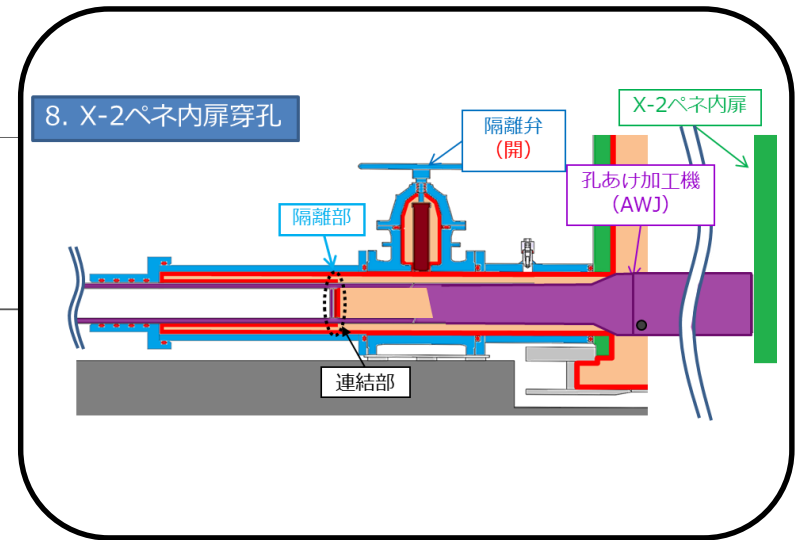 8. X-2ペネ内扉穿孔
隔離弁
（開）
X-2ペネ内扉
孔あけ加工機
（AWJ）
隔離部
連結部